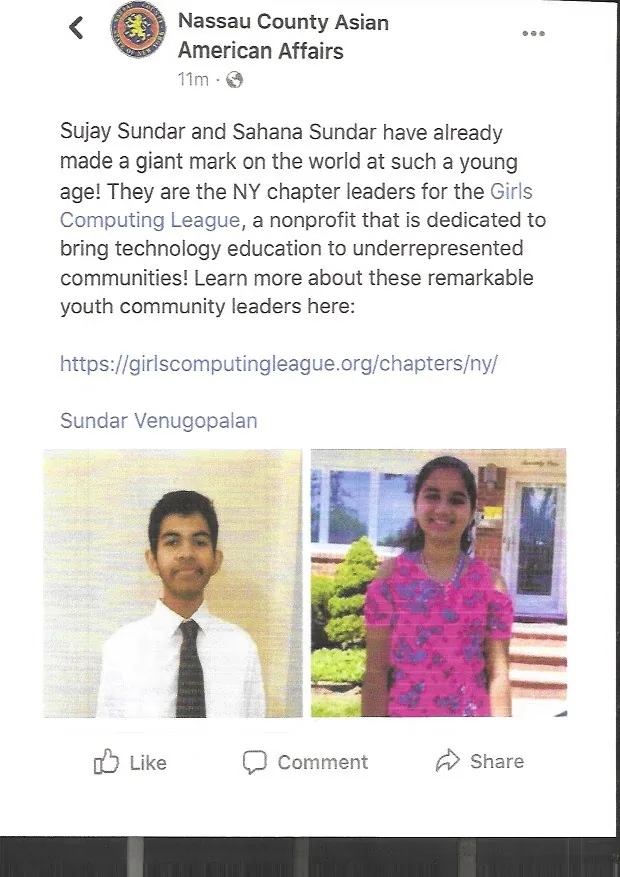 Nassau County Asian
American Affairs
11m ·
Sujay Sundar and Sahana Sundar have already
made a giant mark on the world at such a young
age! They are the NY chapter leaders for the Girls
Computing League, a nonprofit that is dedicated to
bring technology education to underrepresented
communities! Learn more about these remarkable
youth community leaders here:
https://girlscomputingleague.org/chapters/ny/
Sundar Venugopalan
Like
Comment
Share